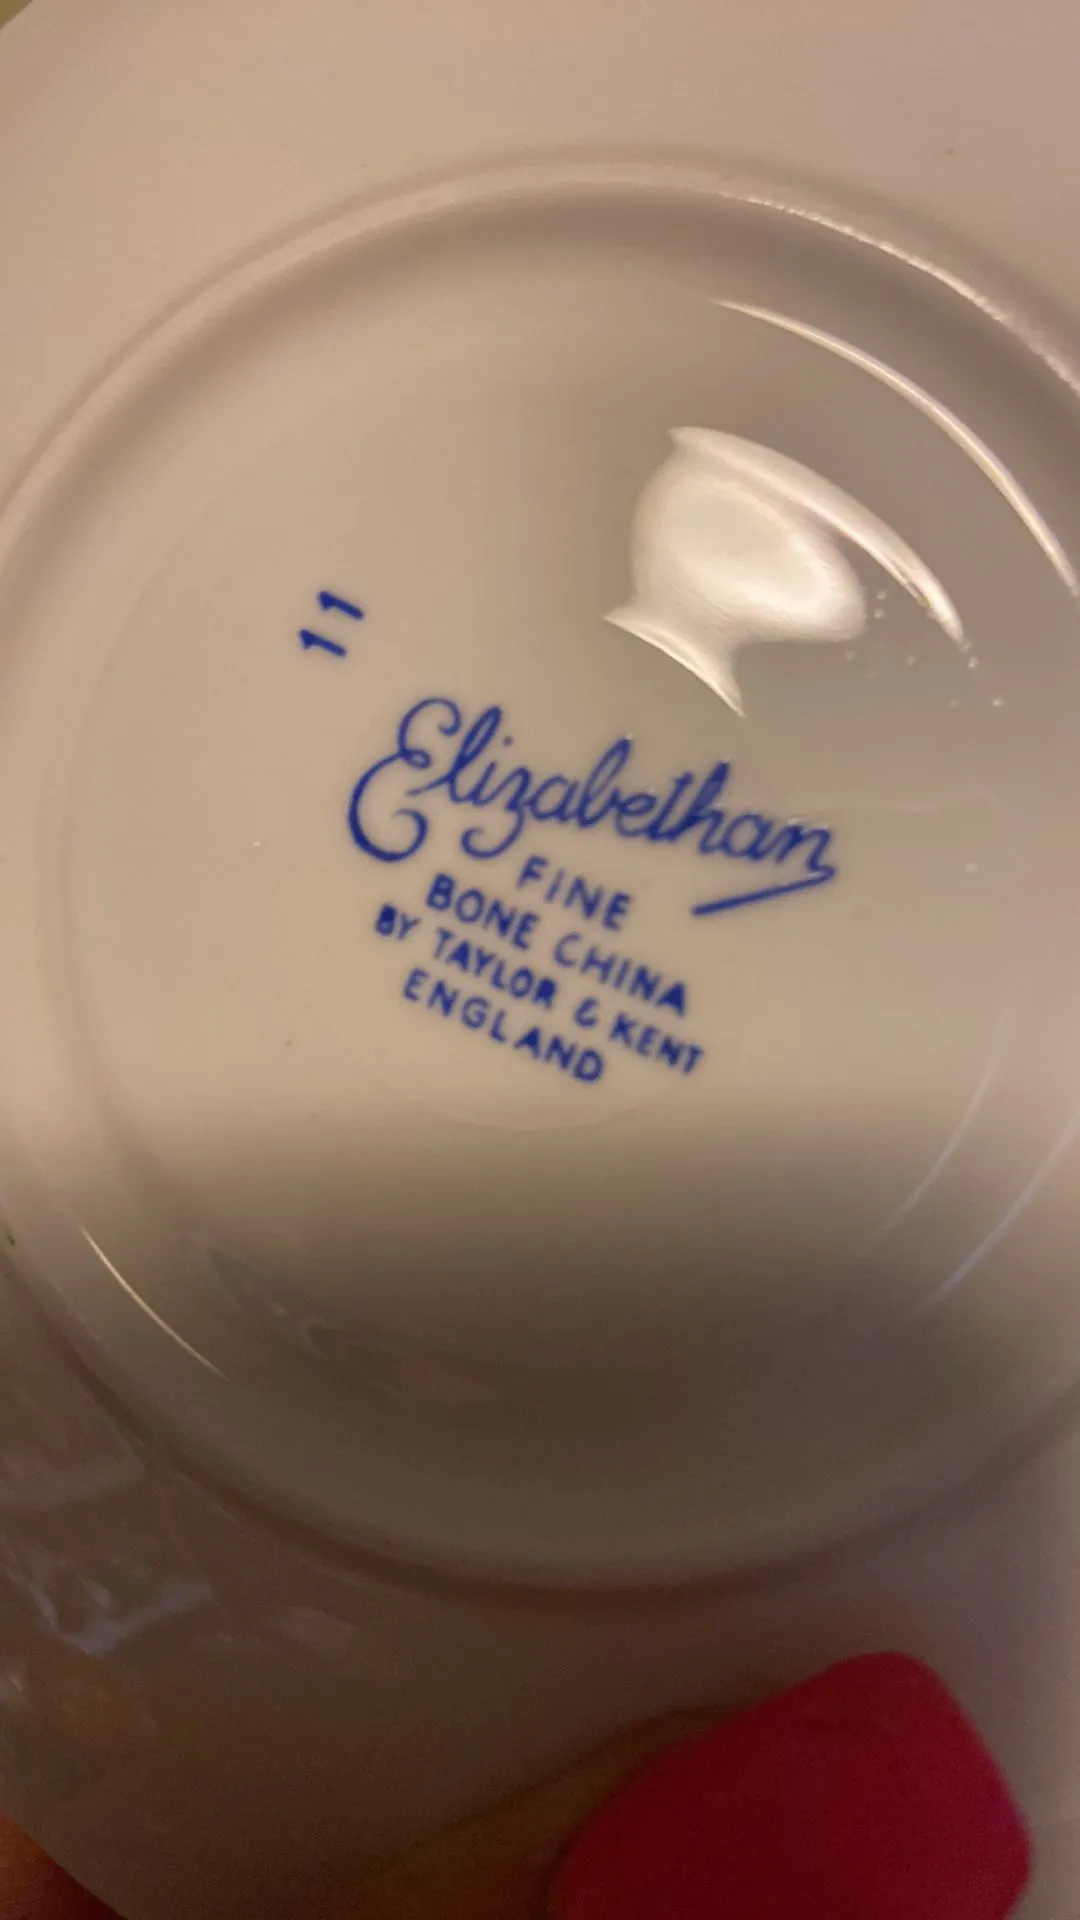 11
Elizabethan
FINE
BONE CHINA
BY TAYLOR & KENT
ENGLAND